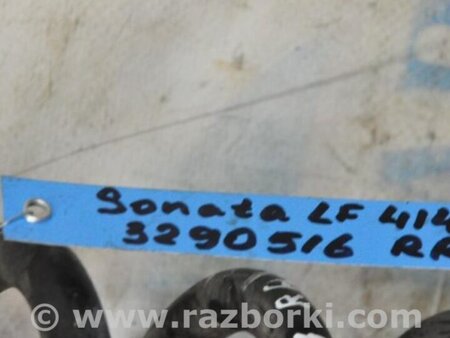 Sonata LF 414
3290516 RR
© www.razborki.com